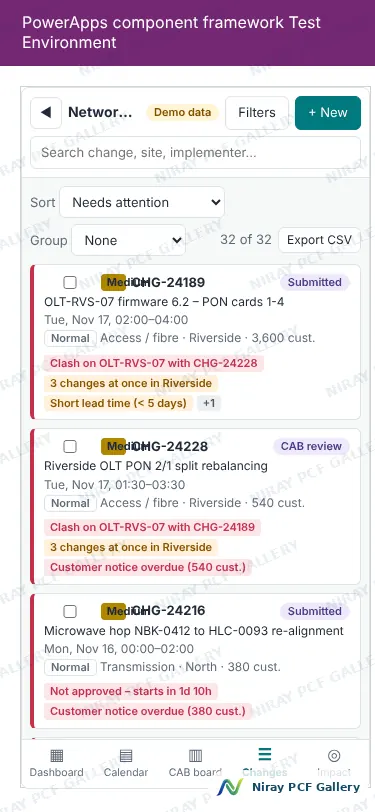 PowerApps component framework Test
Environment
◀ Networ... Demo data Filters + New
Search change, site, implementer...
Sort Needs attention
Group None 32 of 32 Export CSV
Medium CHG-24189 Submitted
OLT-RVS-07 firmware 6.2 – PON cards 1-4
Tue, Nov 17, 02:00–04:00
Normal Access / fibre · Riverside · 3,600 cust.
Clash on OLT-RVS-07 with CHG-24228
3 changes at once in Riverside
Short lead time (< 5 days) +1
Medium CHG-24228 CAB review
Riverside OLT PON 2/1 split rebalancing
Tue, Nov 17, 01:30–03:30
Normal Access / fibre · Riverside · 540 cust.
Clash on OLT-RVS-07 with CHG-24189
3 changes at once in Riverside
Customer notice overdue (540 cust.)
Medium CHG-24216 Submitted
Microwave hop NBK-0412 to HLC-0093 re-alignment
Mon, Nov 16, 00:00–02:00
Normal Transmission · North · 380 cust.
Not approved – starts in 1d 10h
Customer notice overdue (380 cust.)
Dashboard Calendar CAB board Changes Impact
Niray PCF Gallery
NIRAY PCF GALLERY